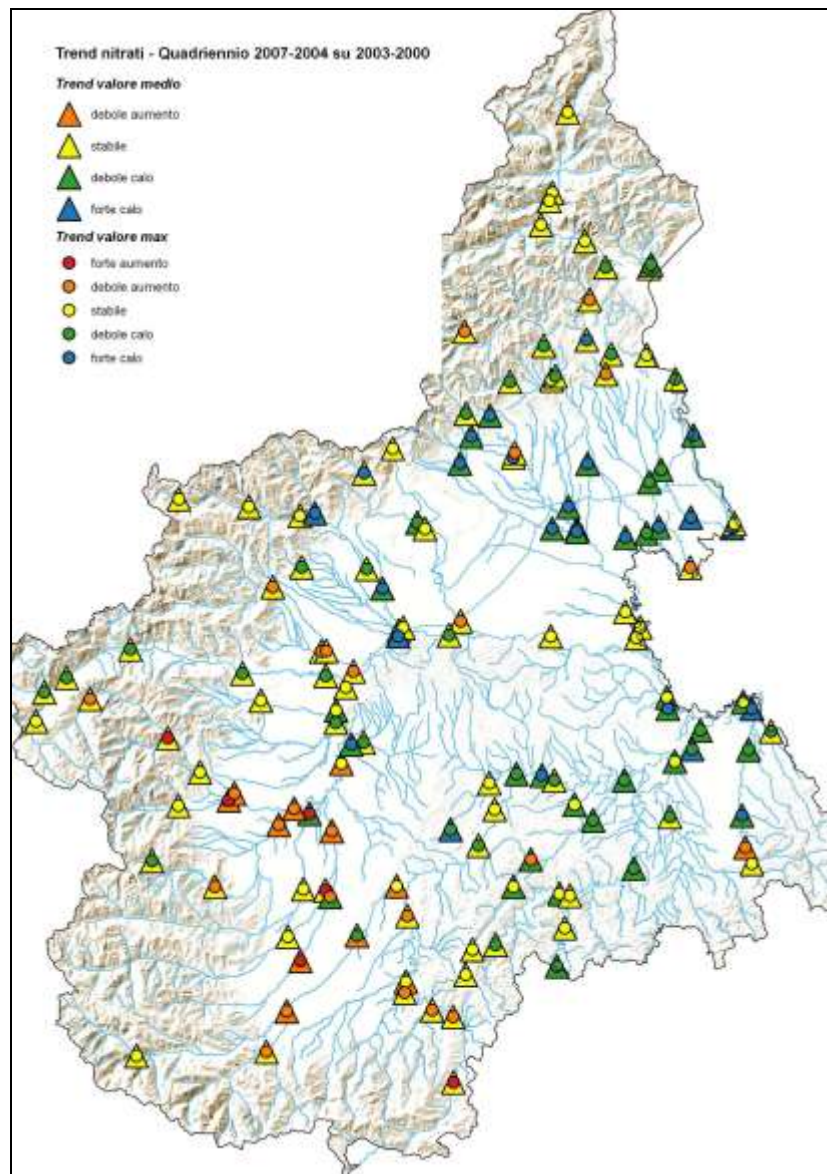 Trend nitrati - Quadriennio 2007-2004 su 2003-2000
Trend valore medio
debole aumento
stabile
debole calo
forte calo
Trend valore max
forte aumento
debole aumento
stabile
debole calo
forte calo